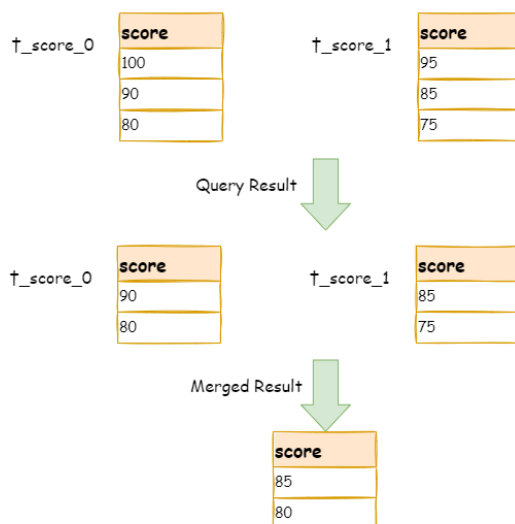 t_score_0
score
100
90
80
t_score_1
score
95
85
75
Query Result
t_score_0
score
90
80
t_score_1
score
85
75
Merged Result
score
85
80